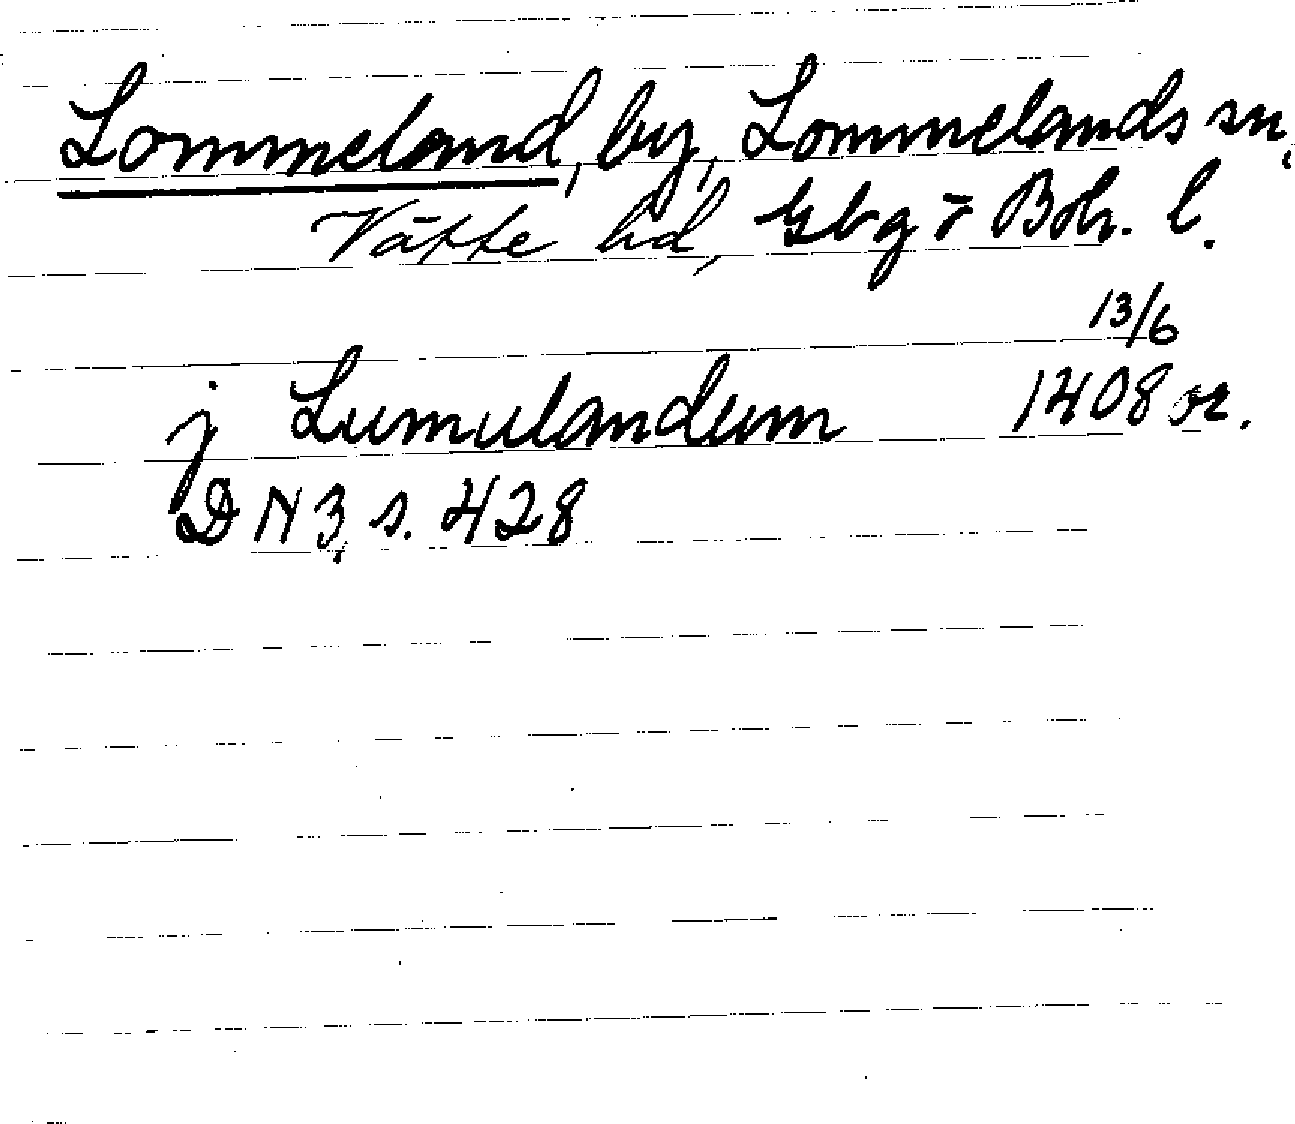 Lommeland, by, Lommelands sn,
Vätte hd, Gbg o Boh. l.
13/6
j Lumulandum 1408 or.
DN 3, s. 428